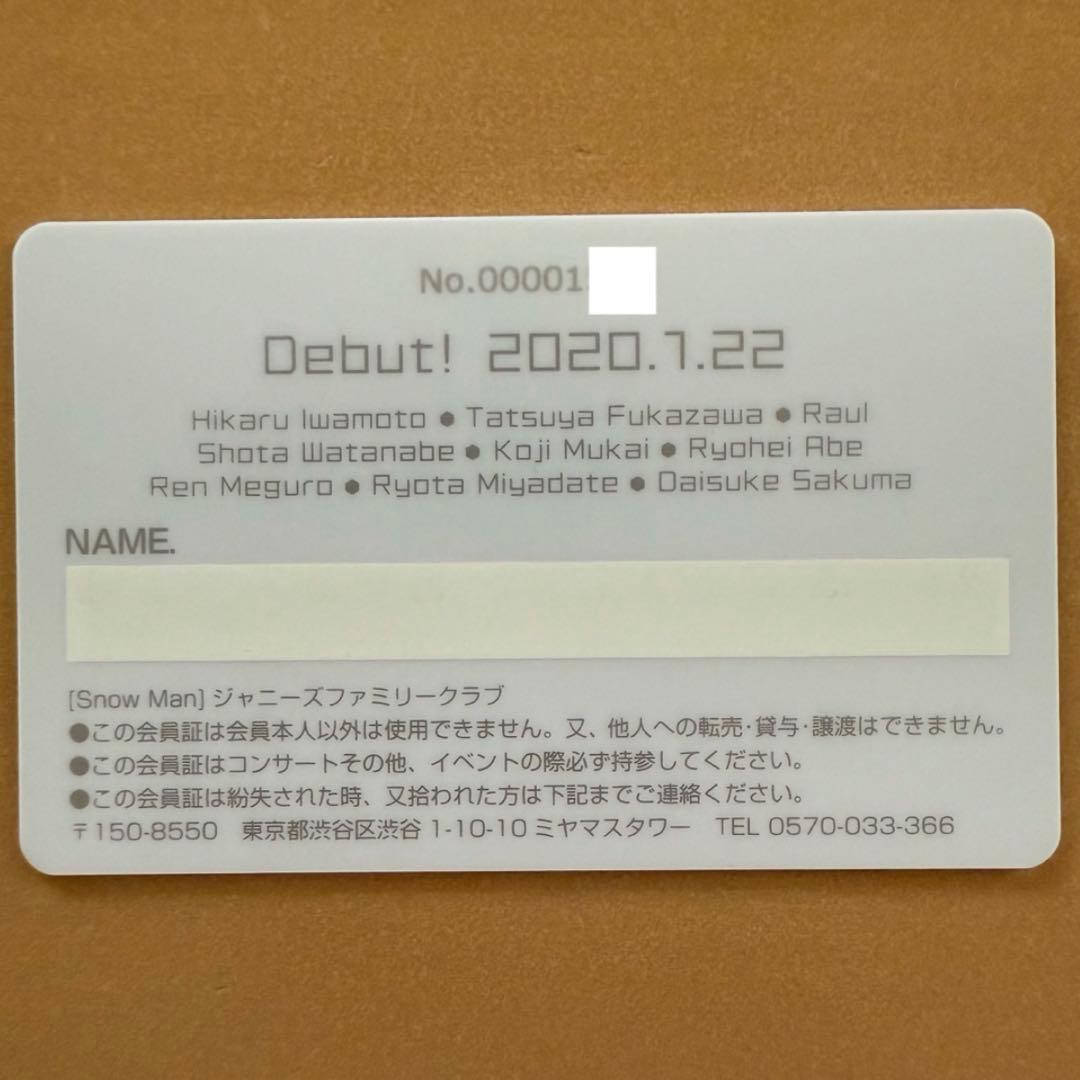 No.00001
Debut! 2020.1.22
Hikaru Iwamoto ● Tatsuya Fukazawa ● Raul
Shota Watanabe ● Koji Mukai ● Ryohei Abe
Ren Meguro ● Ryota Miyadate ● Daisuke Sakuma
NAME.
[Snow Man] ジャニーズファミリークラブ
●この会員証は会員本人以外は使用できません。又、他人への転売・貸与・譲渡はできません。
●この会員証はコンサートその他、イベントの際必ず持参してください。
●この会員証は紛失された時、又拾われた方は下記までご連絡ください。
〒150-8550 東京都渋谷区渋谷 1-10-10 ミヤマスタワー TEL 0570-033-366